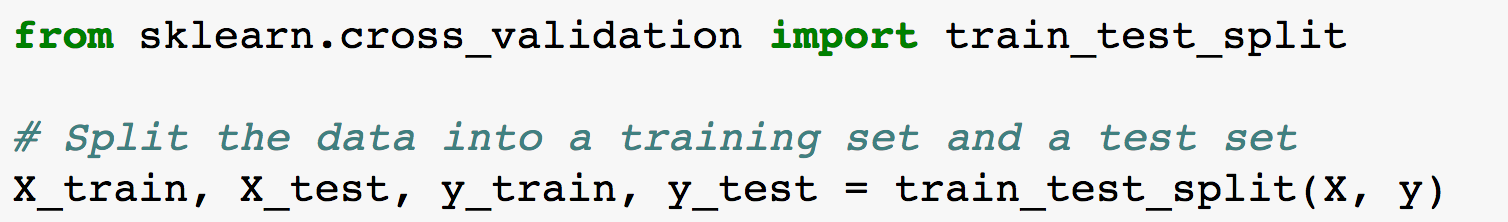 from sklearn.cross_validation import train_test_split
# Split the data into a training set and a test set
X_train, X_test, y_train, y_test = train_test_split(X, y)